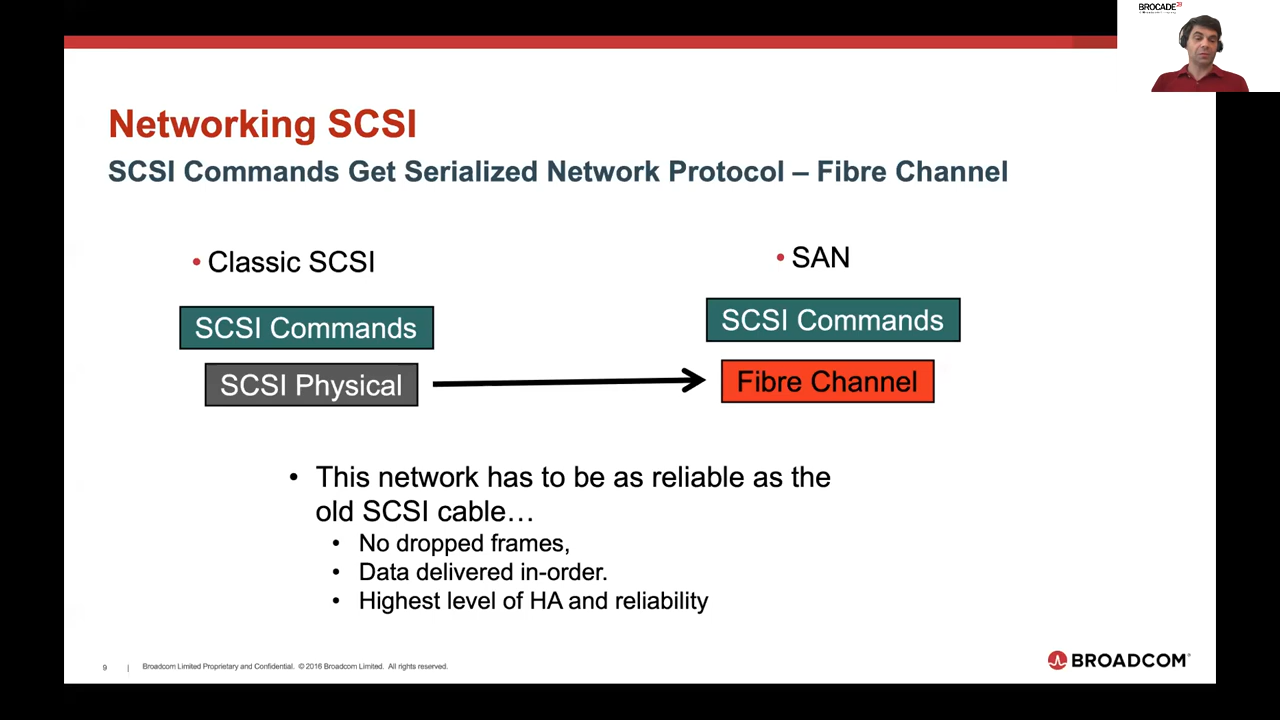 BROCADE
Networking SCSI
SCSI Commands Get Serialized Network Protocol – Fibre Channel
• Classic SCSI
SCSI Commands
SCSI Physical
• SAN
SCSI Commands
Fibre Channel
• This network has to be as reliable as the
old SCSI cable…
• No dropped frames,
• Data delivered in-order.
• Highest level of HA and reliability
9 | Broadcom Limited Proprietary and Confidential. © 2016 Broadcom Limited. All rights reserved.
BROADCOM